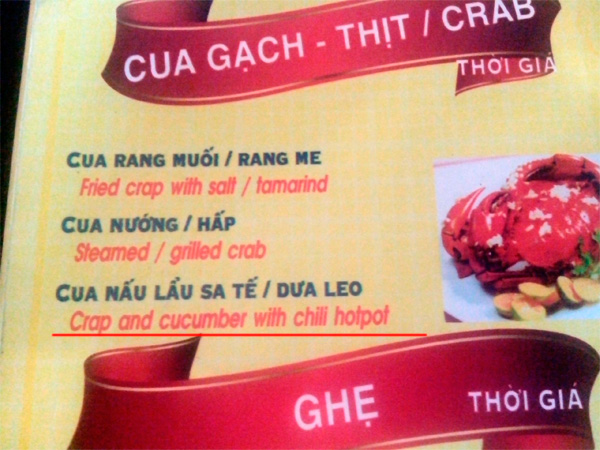 CUA GẠCH - THỊT / CRAB
THỜI GIÁ
CUA RANG MUỐI / RANG ME
Fried crap with salt / tamarind
CUA NƯỚNG / HẤP
Steamed / grilled crab
CUA NẤU LẨU SA TẾ / DƯA LEO
Crap and cucumber with chili hotpot
GHẸ
THỜI GIÁ